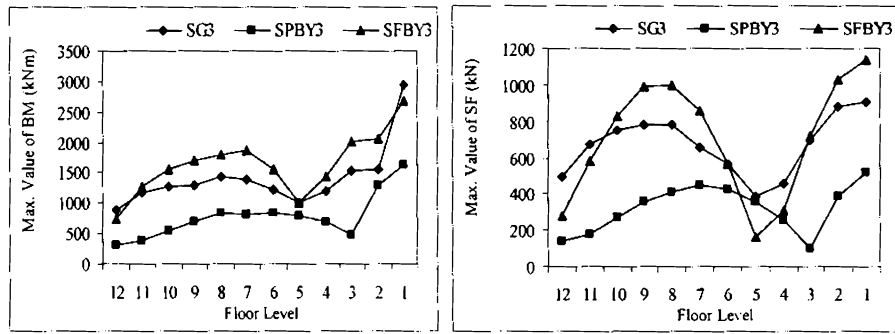 SG3 SPBY3 SFBY3
3500
3000
2500
2000
1500
1000
500
0
Max. Value of BM (kNm)
12 11 10 9 8 7 6 5 4 3 2 1
Floor Level
SG3 SPBY3 SFBY3
1200
1000
800
600
400
200
0
Max. Value of SF (kN)
12 11 10 9 8 7 6 5 4 3 2 1
Floor Level